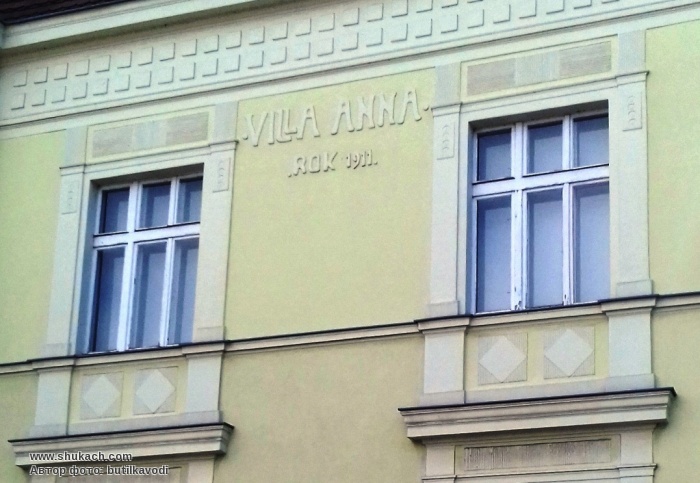 .VILLA ANNA.
.ROK 1911.
www.shukach.com
Автор фото: butilkavodi